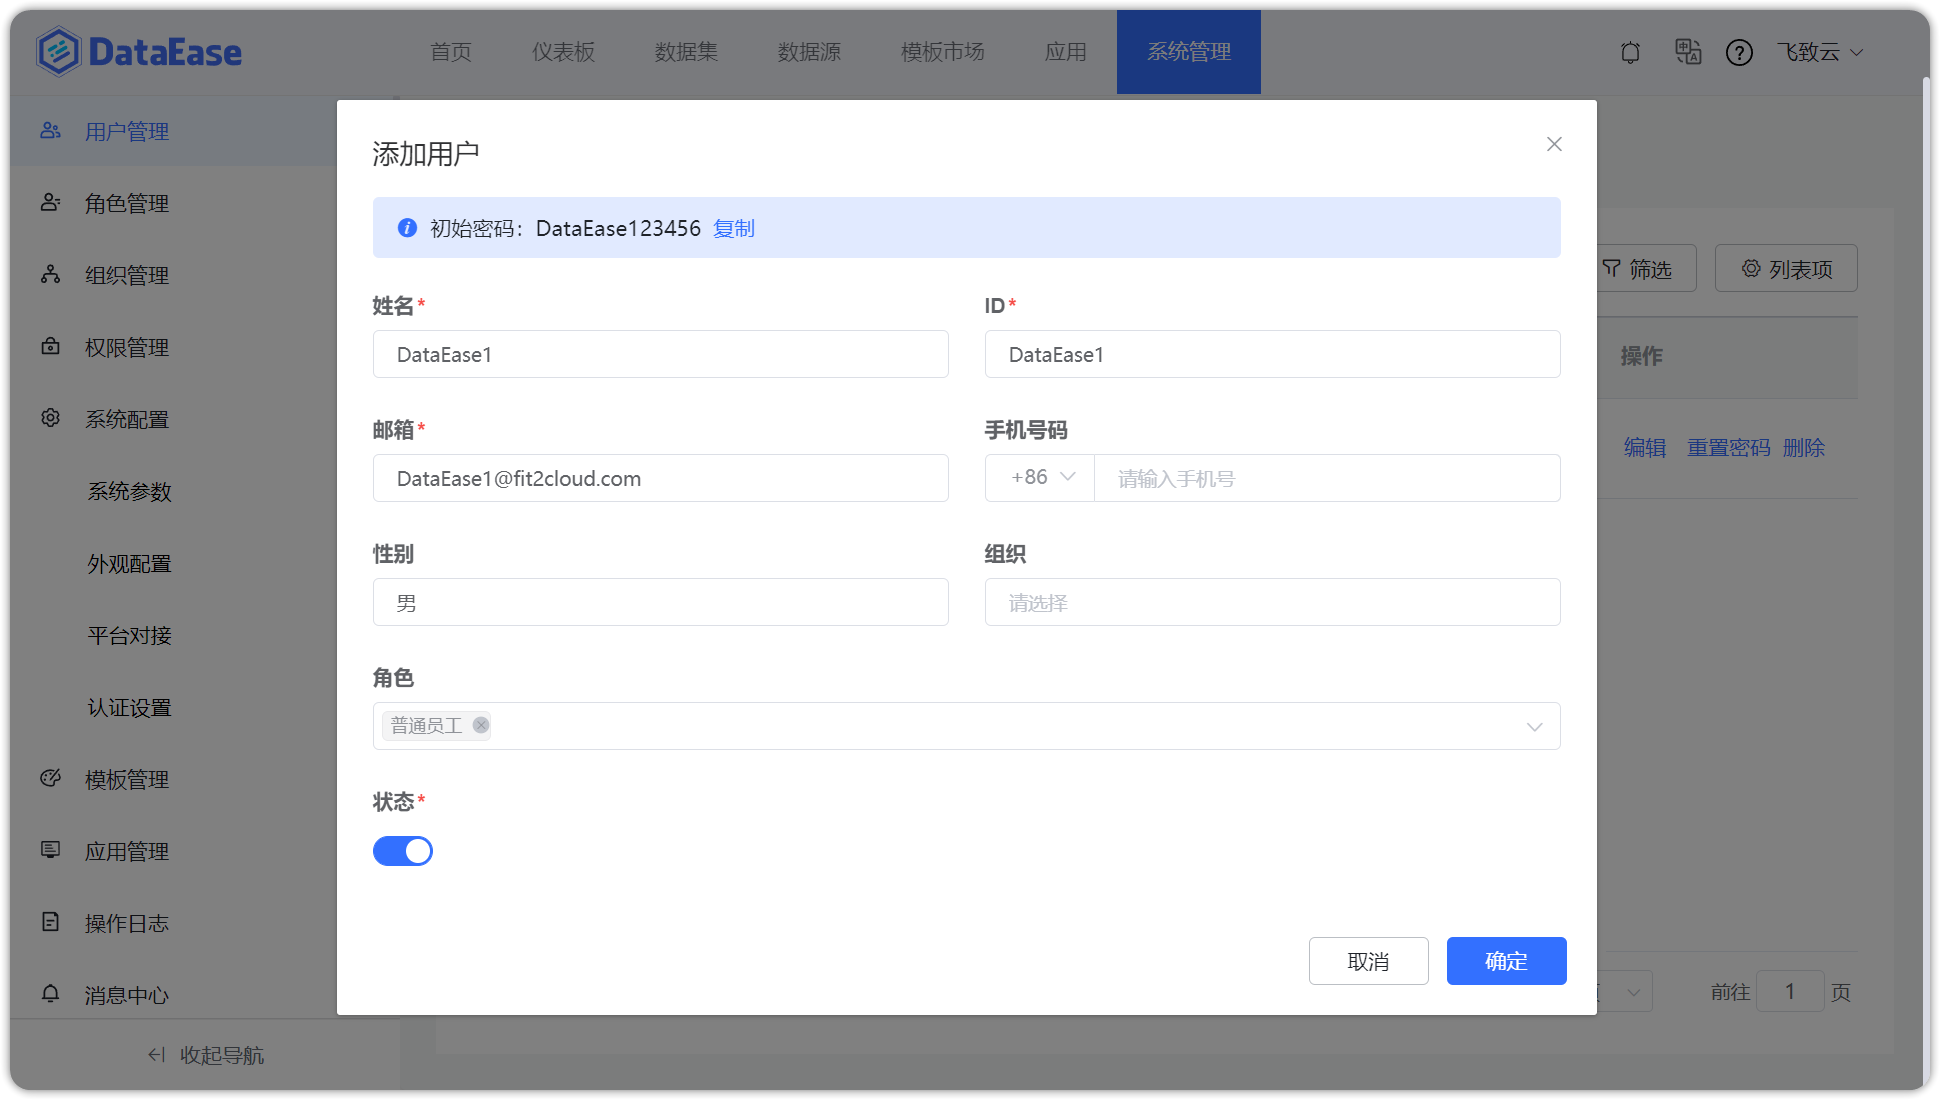 DataEase
首页
仪表板
数据集
数据源
模板市场
应用
系统管理
飞致云
用户管理
角色管理
组织管理
权限管理
系统配置
系统参数
外观配置
平台对接
认证设置
模板管理
应用管理
操作日志
消息中心
收起导航
添加用户
初始密码：DataEase123456 复制
姓名*
ID*
DataEase1
DataEase1
邮箱*
手机号码
DataEase1@fit2cloud.com
+86
请输入手机号
性别
组织
男
请选择
角色
普通员工
状态*
取消
确定
筛选
列表项
操作
编辑 重置密码 删除
前往 1 页